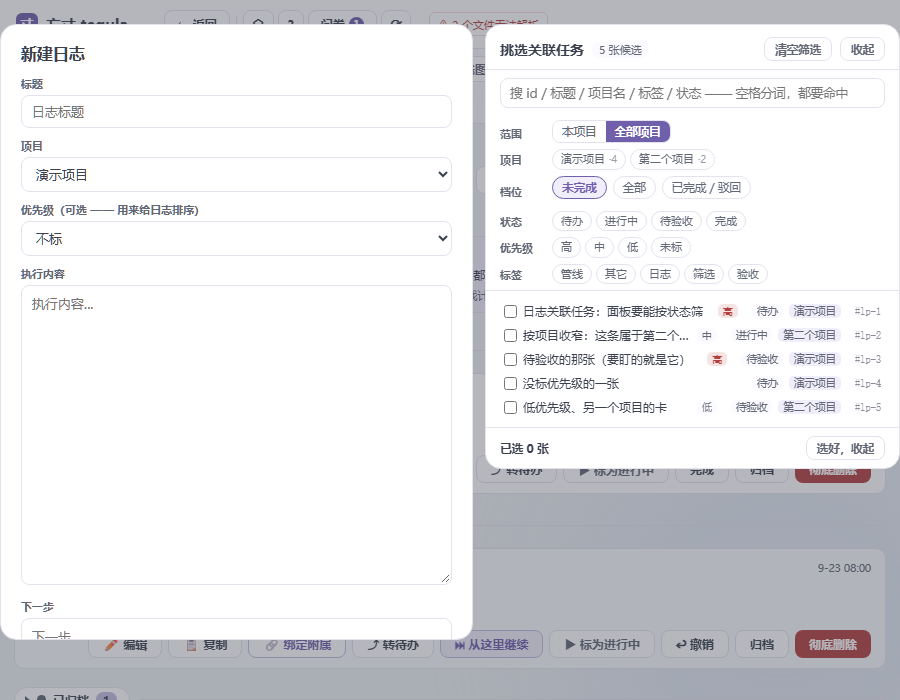 新建日志
标题
日志标题
项目
演示项目
优先级（可选 —— 用来给日志排序）
不标
执行内容
执行内容...
下一步
下一步
挑选关联任务 5 张候选 清空筛选 收起
搜 id / 标题 / 项目名 / 标签 / 状态 —— 空格分词，都要命中
范围 本项目 全部项目
项目 演示项目 ·4 第二个项目 ·2
档位 未完成 全部 已完成 / 驳回
状态 待办 进行中 待验收 完成
优先级 高 中 低 未标
标签 管线 其它 日志 筛选 验收
日志关联任务：面板要能按状态筛 高 待办 演示项目 #lp-1
按项目收窄：这条属于第二个... 中 进行中 第二个项目 #lp-2
待验收的那张（要盯的就是它） 高 待验收 演示项目 #lp-3
没标优先级的一张 待办 演示项目 #lp-4
低优先级、另一个项目的卡 低 待验收 第二个项目 #lp-5
已选 0 张 选好，收起
转待办 标为进行中 完成 归档 彻底删除
9-23 08:00
编辑 复制 绑定附属 转待办 从这里继续 标为进行中 撤销 归档 彻底删除
已归档 1